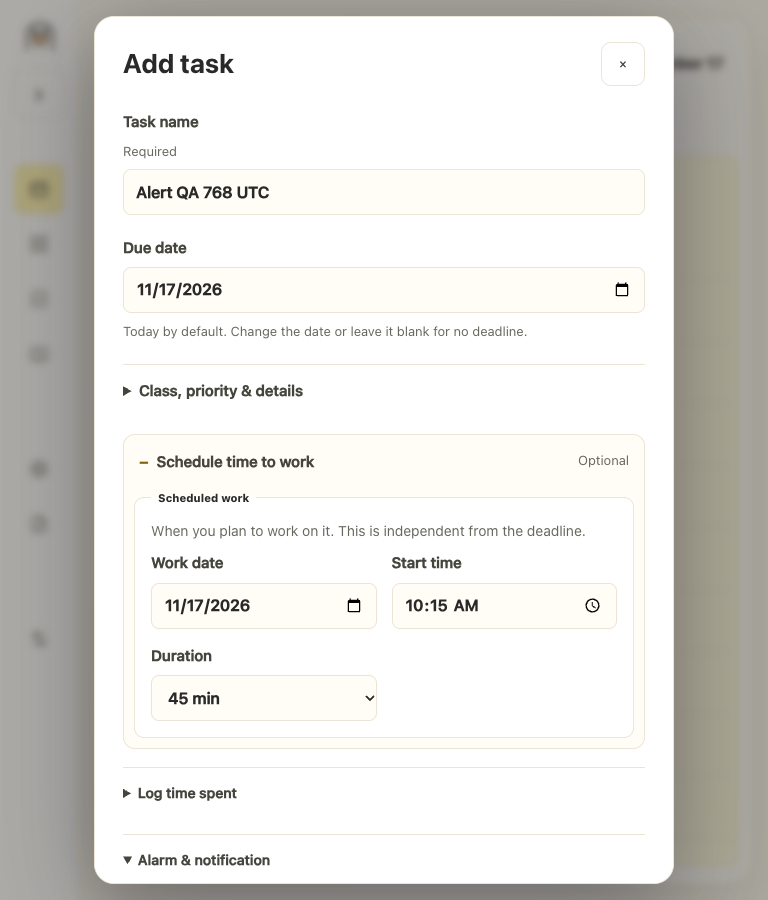 Add task
×
Task name
Required
Alert QA 768 UTC
Due date
11/17/2026
Today by default. Change the date or leave it blank for no deadline.
Class, priority & details
– Schedule time to work
Optional
Scheduled work
When you plan to work on it. This is independent from the deadline.
Work date
Start time
11/17/2026
10:15 AM
Duration
45 min
Log time spent
Alarm & notification